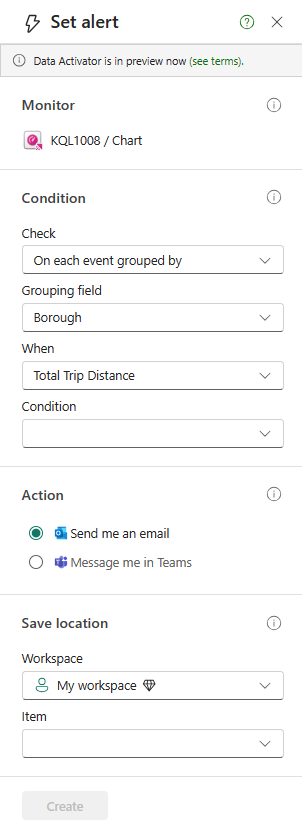 Set alert
Data Activator is in preview now (see terms).
Monitor
KQL1008 / Chart
Condition
Check
On each event grouped by
Grouping field
Borough
When
Total Trip Distance
Condition
Action
Send me an email
Message me in Teams
Save location
Workspace
My workspace
Item
Create